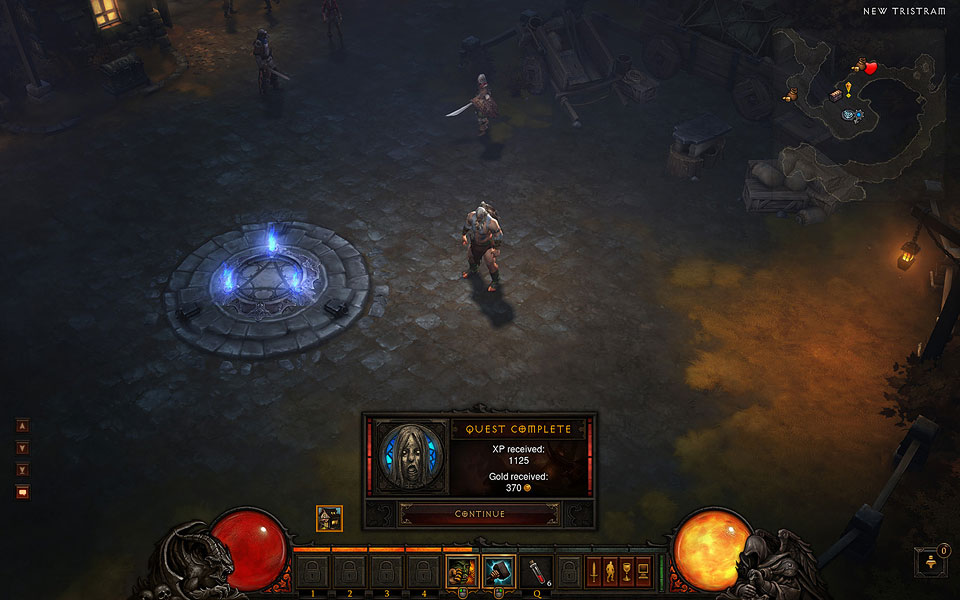 NEW TRISTRAM
QUEST COMPLETE
XP received:
1125
Gold received:
370
CONTINUE
1 2 3 4 Q
6
0